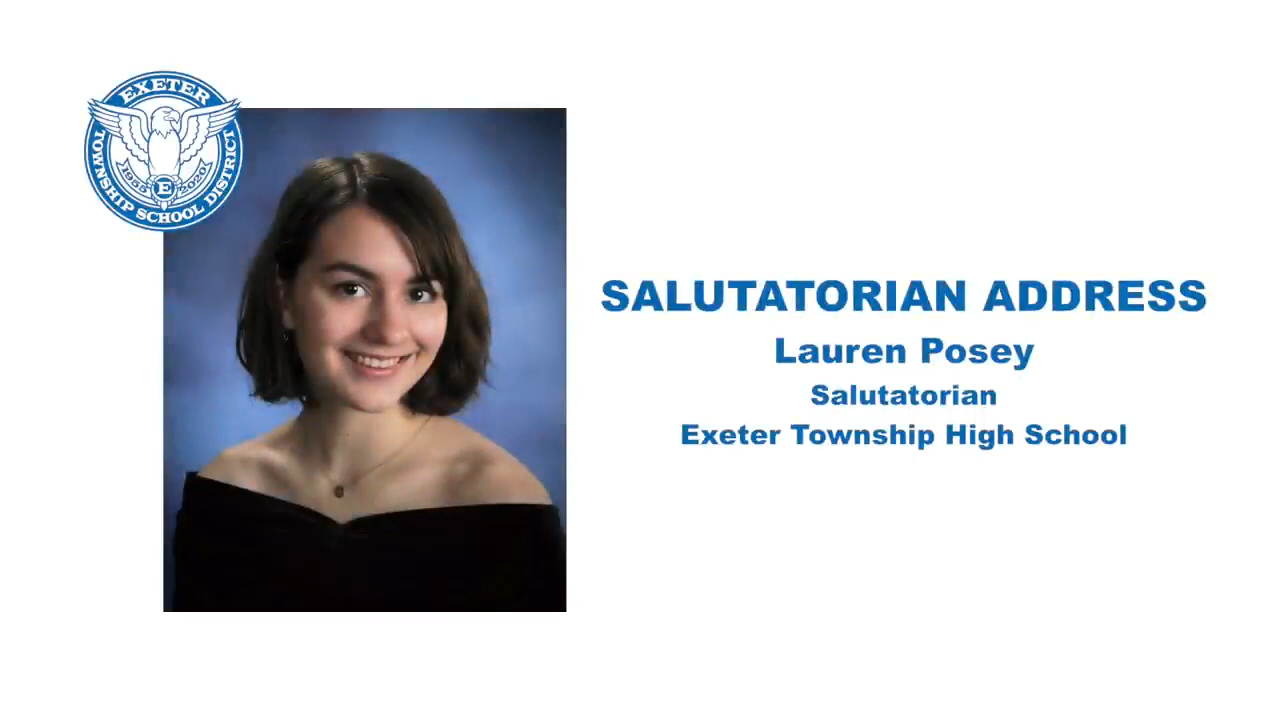 EXETER
TOWNSHIP SCHOOL DISTRICT
1955 E 2020
SALUTATORIAN ADDRESS
Lauren Posey
Salutatorian
Exeter Township High School